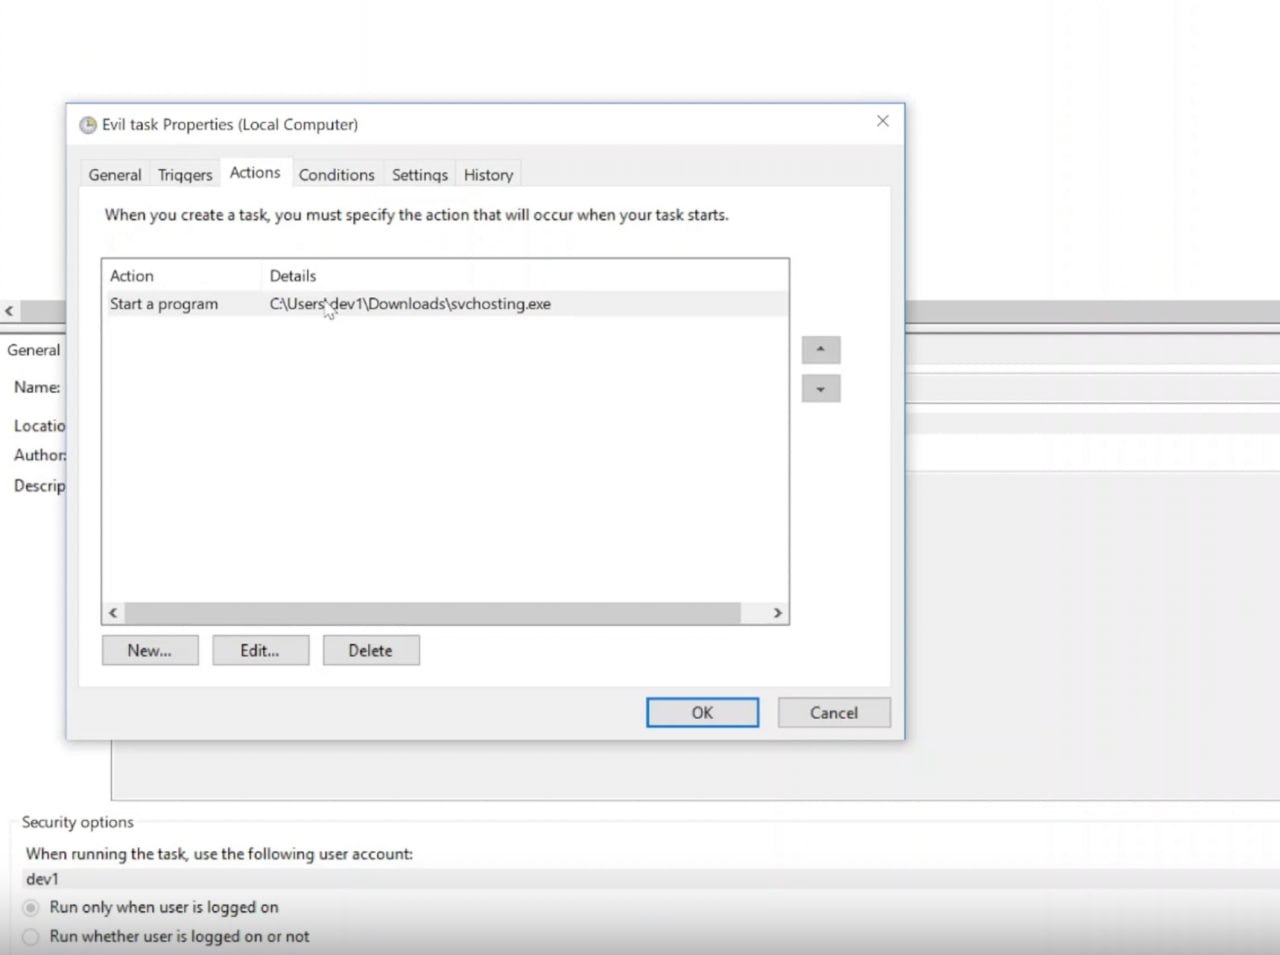 Evil task Properties (Local Computer)
General Triggers Actions Conditions Settings History
When you create a task, you must specify the action that will occur when your task starts.
Action Details
Start a program C:\Users\dev1\Downloads\svchosting.exe
New... Edit... Delete
OK Cancel
General
Name:
Locatio
Author:
Descrip
Security options
When running the task, use the following user account:
dev1
Run only when user is logged on
Run whether user is logged on or not